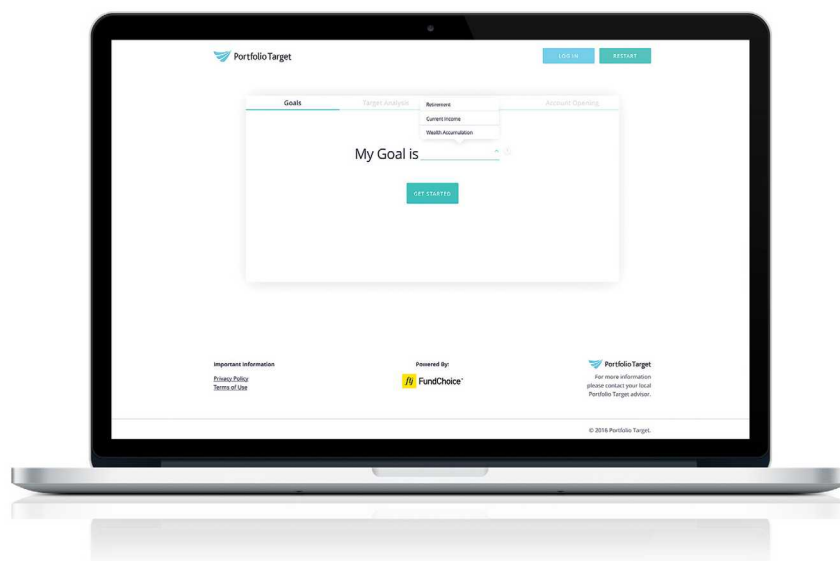 Portfolio Target
LOG IN
RESTART
Goals
Target Analysis
Account Opening
Retirement
Current Income
Wealth Accumulation
My Goal is
GET STARTED
Important Information
Privacy Policy
Terms of Use
Powered By:
fy FundChoice
Portfolio Target
For more information
please contact your local
Portfolio Target advisor.
© 2016 Portfolio Target.